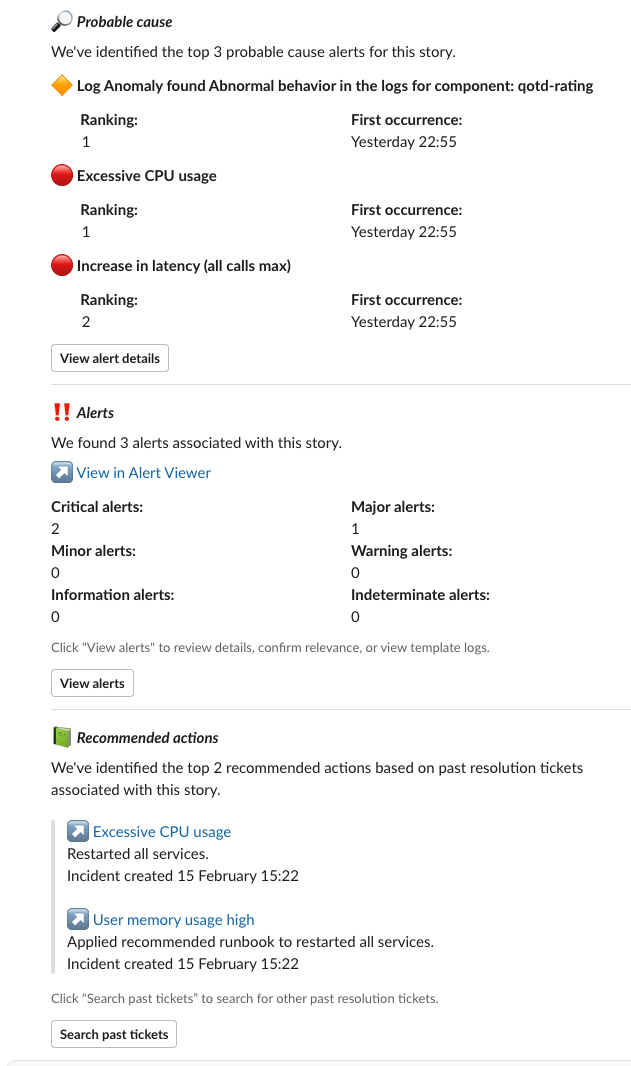 Probable cause
We've identified the top 3 probable cause alerts for this story.
Log Anomaly found Abnormal behavior in the logs for component: qotd-rating
Ranking: First occurrence:
1 Yesterday 22:55
Excessive CPU usage
Ranking: First occurrence:
1 Yesterday 22:55
Increase in latency (all calls max)
Ranking: First occurrence:
2 Yesterday 22:55
View alert details
Alerts
We found 3 alerts associated with this story.
View in Alert Viewer
Critical alerts: Major alerts:
2 1
Minor alerts: Warning alerts:
0 0
Information alerts: Indeterminate alerts:
0 0
Click "View alerts" to review details, confirm relevance, or view template logs.
View alerts
Recommended actions
We've identified the top 2 recommended actions based on past resolution tickets
associated with this story.
Excessive CPU usage
Restarted all services.
Incident created 15 February 15:22
User memory usage high
Applied recommended runbook to restarted all services.
Incident created 15 February 15:22
Click “Search past tickets” to search for other past resolution tickets.
Search past tickets